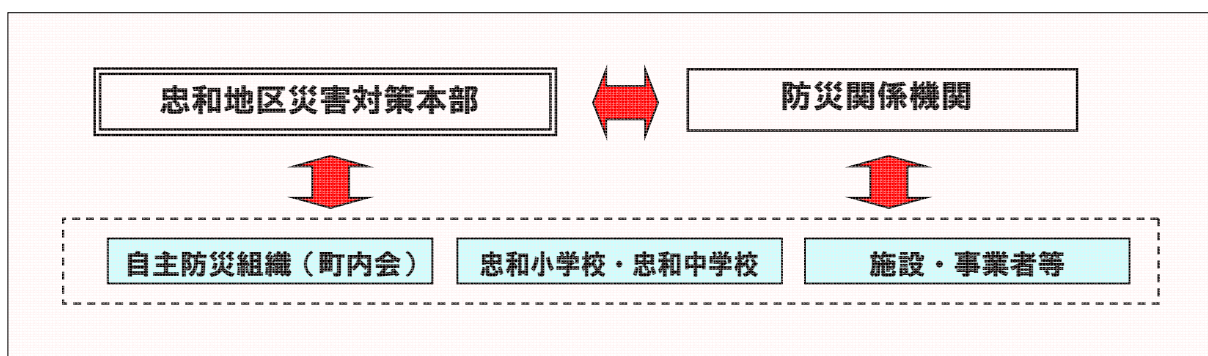 忠和地区災害対策本部
防災関係機関
自主防災組織（町内会）
忠和小学校・忠和中学校
施設・事業者等